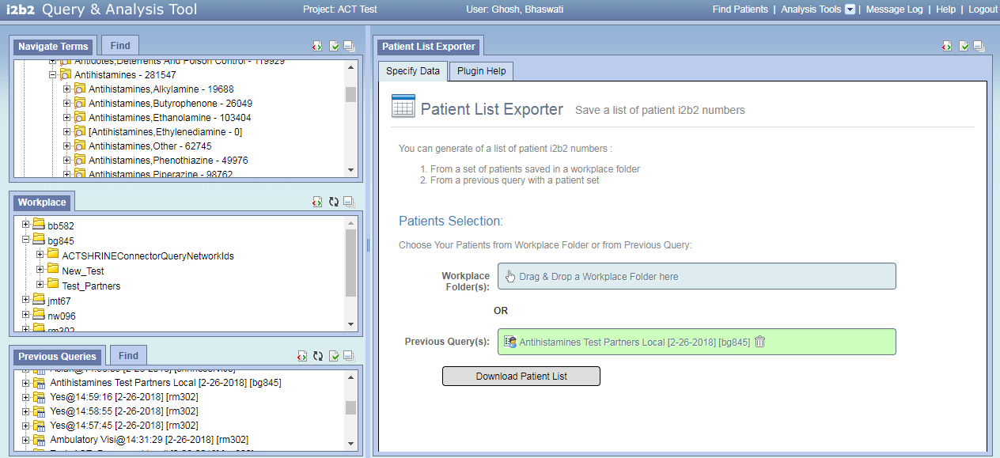 i2b2 Query & Analysis Tool
Project: ACT Test
User: Ghosh, Bhaswati
Find Patients | Analysis Tools | Message Log | Help | Logout
Navigate Terms
Find
Antidotes,Deterrents And Poison Control - 119929
Antihistamines - 281547
Antihistamines,Alkylamine - 19688
Antihistamines,Butyrophenone - 26049
Antihistamines,Ethanolamine - 103404
[Antihistamines,Ethylenediamine - 0]
Antihistamines,Other - 62745
Antihistamines,Phenothiazine - 49976
Antihistamines,Piperazine - 98762
Workplace
bb582
bg845
ACTSHRINEConnectorQueryNetworkIds
New_Test
Test_Partners
jmt67
nw096
rm302
Previous Queries
Find
Antihistamines Test Partners Local [2-26-2018] [bg845]
Yes@14:59:16 [2-26-2018] [rm302]
Yes@14:58:55 [2-26-2018] [rm302]
Yes@14:57:45 [2-26-2018] [rm302]
Ambulatory Visi@14:31:29 [2-26-2018] [rm302]
Patient List Exporter
Specify Data
Plugin Help
Patient List Exporter
Save a list of patient i2b2 numbers
You can generate of a list of patient i2b2 numbers :
1. From a set of patients saved in a workplace folder
2. From a previous query with a patient set
Patients Selection:
Choose Your Patients from Workplace Folder or from Previous Query:
Workplace
Folder(s):
Drag & Drop a Workplace Folder here
OR
Previous Query(s):
Antihistamines Test Partners Local [2-26-2018] [bg845]
Download Patient List